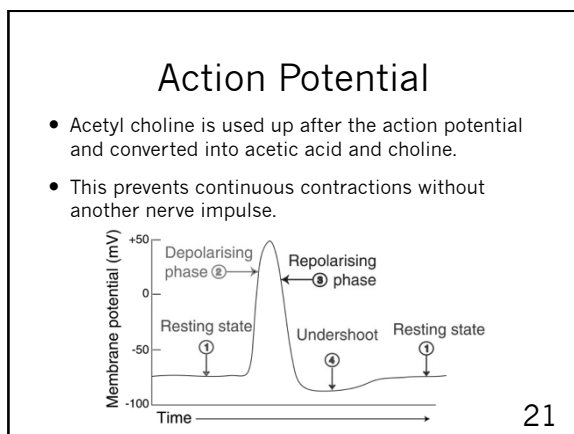 Action Potential
• Acetyl choline is used up after the action potential
and converted into acetic acid and choline.
• This prevents continuous contractions without
another nerve impulse.
Membrane potential (mV)
+50
0
-50
-100
Depolarising
phase ②
Repolarising
③ phase
Resting state
①
Undershoot
④
Resting state
①
Time
21